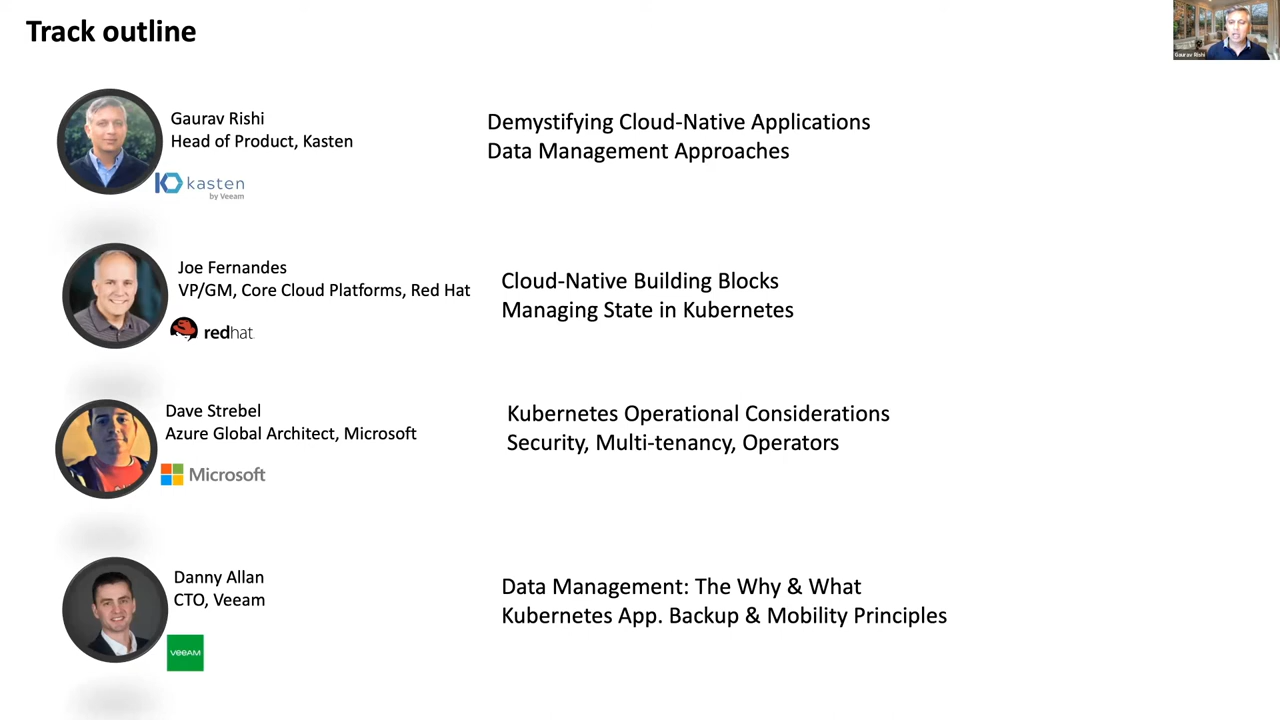 Track outline
Gaurav Rishi
Gaurav Rishi
Head of Product, Kasten
kasten
by Veeam
Demystifying Cloud-Native Applications
Data Management Approaches
Joe Fernandes
VP/GM, Core Cloud Platforms, Red Hat
redhat.
Cloud-Native Building Blocks
Managing State in Kubernetes
Dave Strebel
Azure Global Architect, Microsoft
Microsoft
Kubernetes Operational Considerations
Security, Multi-tenancy, Operators
Danny Allan
CTO, Veeam
VEEAM
Data Management: The Why & What
Kubernetes App. Backup & Mobility Principles